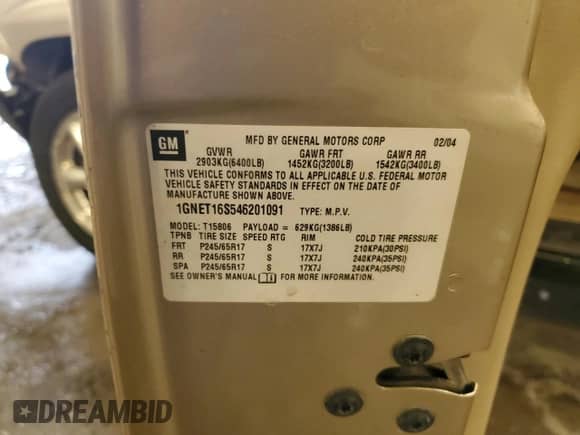 GM
MFD BY GENERAL MOTORS CORP 02/04
GVWR GAWR FRT GAWR RR
2903KG(6400LB) 1452KG(3200LB) 1542KG(3400LB)
THIS VEHICLE CONFORMS TO ALL APPLICABLE U.S. FEDERAL MOTOR
VEHICLE SAFETY STANDARDS IN EFFECT ON THE DATE OF
MANUFACTURE SHOWN ABOVE.
1GNET16S546201091 TYPE: M.P.V.
MODEL: T15806 PAYLOAD = 629KG(1386LB)
TPNB TIRE SIZE SPEED RTG RIM COLD TIRE PRESSURE
FRT P245/65R17 S 17X7J 210KPA(30PSI)
RR P245/65R17 S 17X7J 240KPA(35PSI)
SPA P245/65R17 S 17X7J 240KPA(35PSI)
SEE OWNER'S MANUAL FOR MORE INFORMATION.
DREAMBID